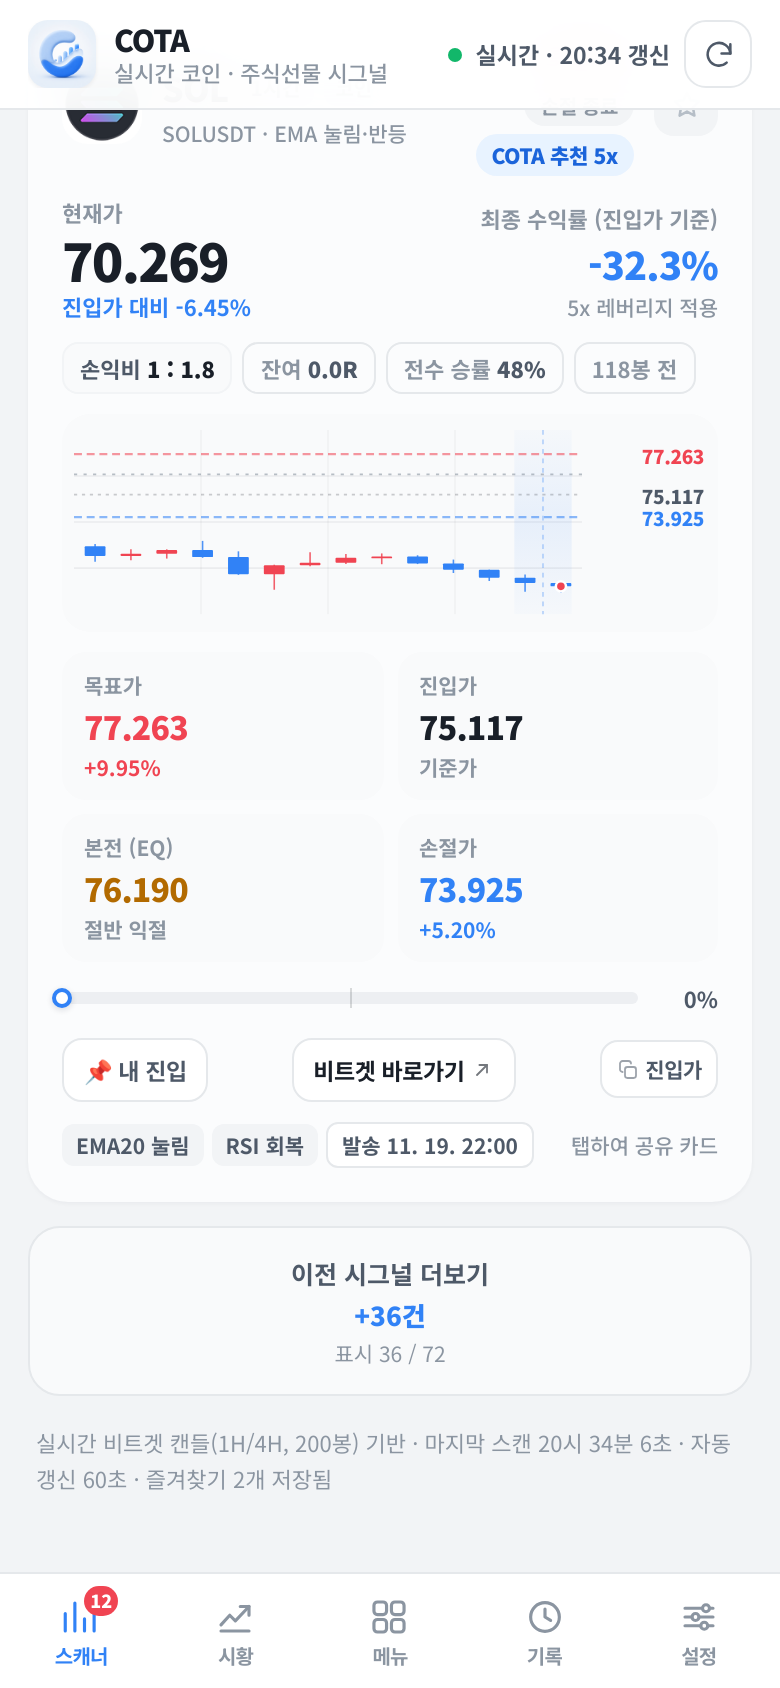 COTA
실시간 코인 · 주식선물 시그널
실시간 · 20:34 갱신
SOLUSDT · EMA 눌림·반등
COTA 추천 5x
현재가
70.269
진입가 대비 -6.45%
최종 수익률 (진입가 기준)
-32.3%
5x 레버리지 적용
손익비 1 : 1.8
잔여 0.0R
전수 승률 48%
118봉 전
77.263
75.117
73.925
목표가
77.263
+9.95%
진입가
75.117
기준가
본전 (EQ)
76.190
절반 익절
손절가
73.925
+5.20%
0%
📌 내 진입
비트겟 바로가기
진입가
EMA20 눌림
RSI 회복
발송 11. 19. 22:00
탭하여 공유 카드
이전 시그널 더보기
+36건
표시 36 / 72
실시간 비트겟 캔들(1H/4H, 200봉) 기반 · 마지막 스캔 20시 34분 6초 · 자동
갱신 60초 · 즐겨찾기 2개 저장됨
12
스캐너
시황
메뉴
기록
설정